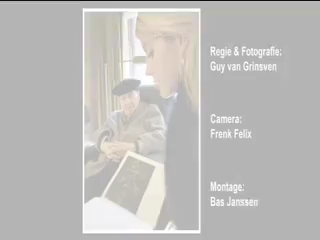 Regie & Fotografie:
Guy van Grinsven
Camera:
Frenk Felix
Montage:
Bas Janssen